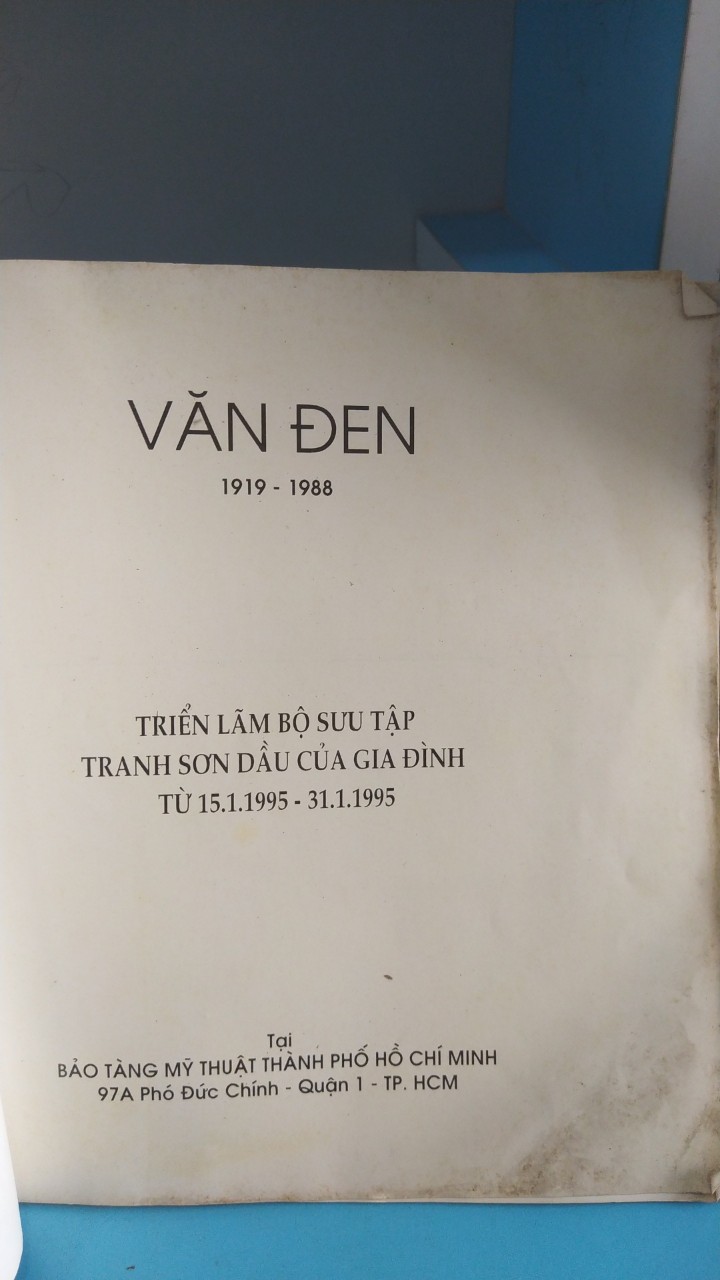 VĂN ĐEN
1919 - 1988
TRIỂN LÃM BỘ SƯU TẬP
TRANH SƠN DẦU CỦA GIA ĐÌNH
TỪ 15.1.1995 - 31.1.1995
Tại
BẢO TÀNG MỸ THUẬT THÀNH PHỐ HỒ CHÍ MINH
97A Phó Đức Chính - Quận 1 - TP. HCM